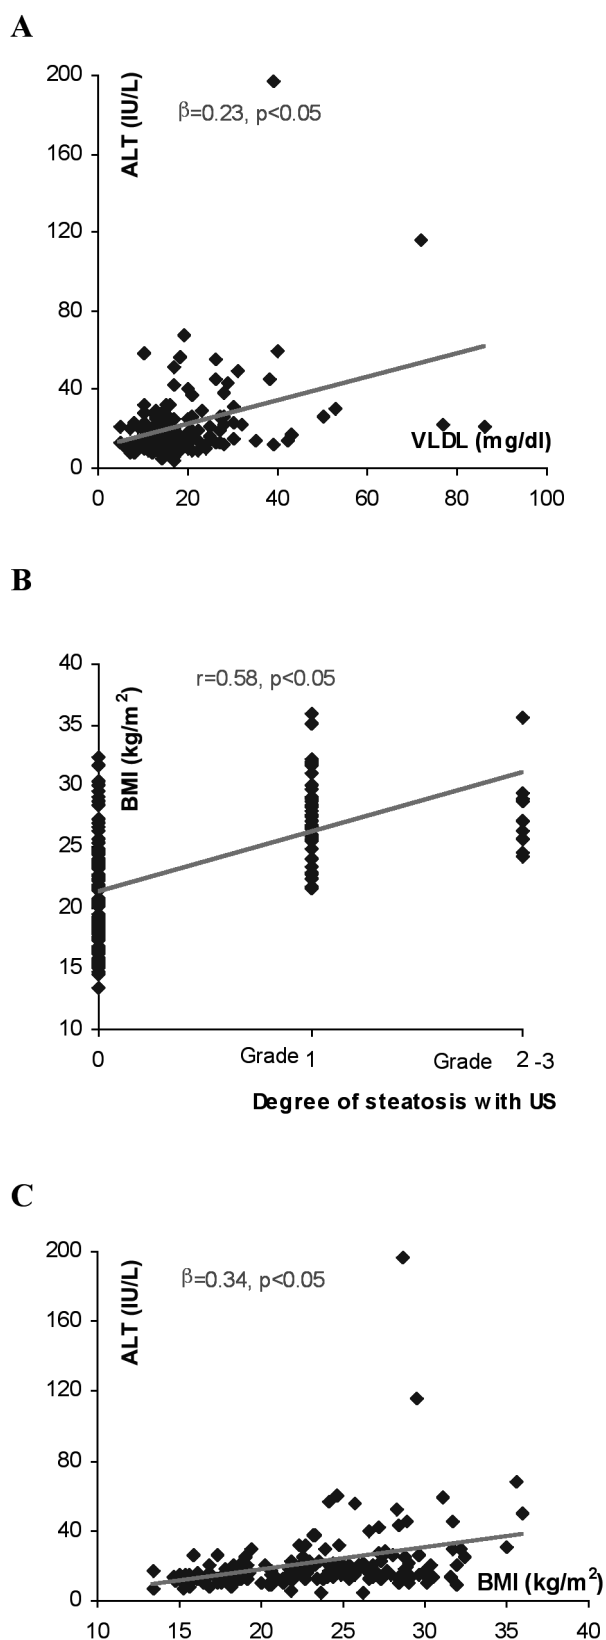 A
ALT (IU/L)
β=0.23, p<0.05
200
160
120
80
40
0
VLDL (mg/dl)
0 20 40 60 80 100
B
BMI (kg/m²)
r=0.58, p<0.05
40
35
30
25
20
15
10
0 Grade 1 Grade 2 -3
Degree of steatosis with US
C
ALT (IU/L)
β=0.34, p<0.05
200
160
120
80
40
0
BMI (kg/m²)
10 15 20 25 30 35 40